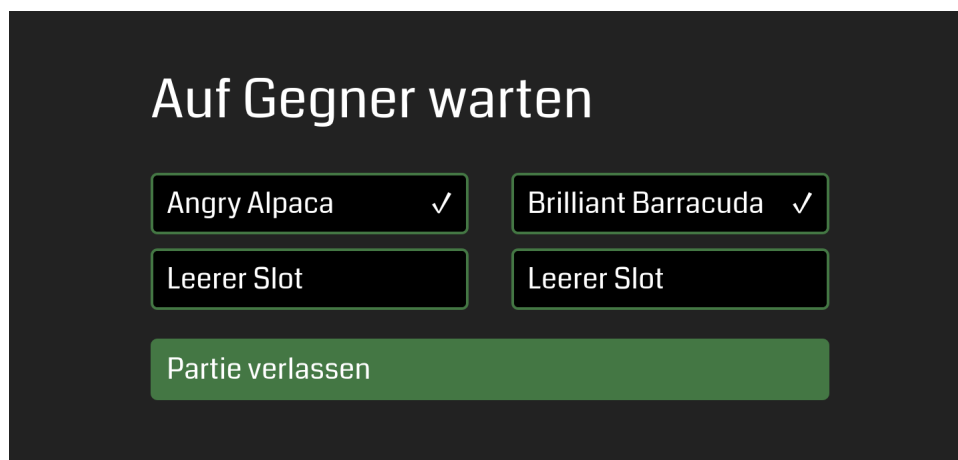 Auf Gegner warten
Angry Alpaca ✓
Brilliant Barracuda ✓
Leerer Slot
Leerer Slot
Partie verlassen